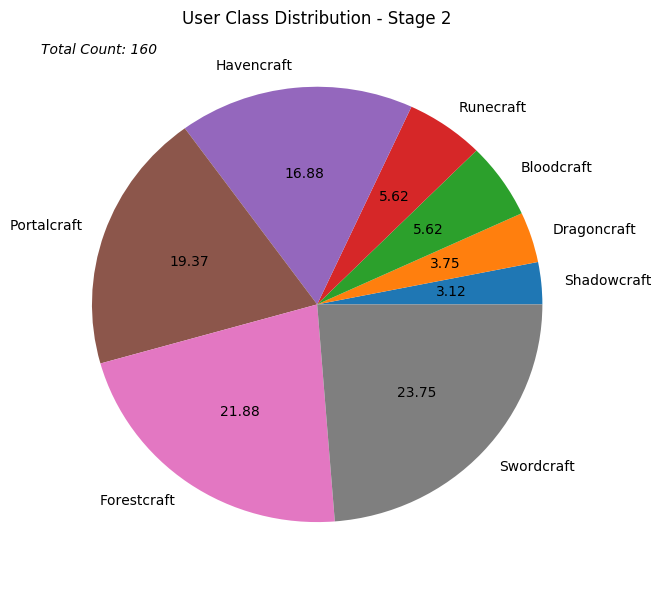 User Class Distribution - Stage 2
Total Count: 160
Havencraft
Runecraft
Bloodcraft
Portalcraft
Dragoncraft
Shadowcraft
Forestcraft
Swordcraft
16.88
5.62
5.62
19.37
3.75
3.12
21.88
23.75